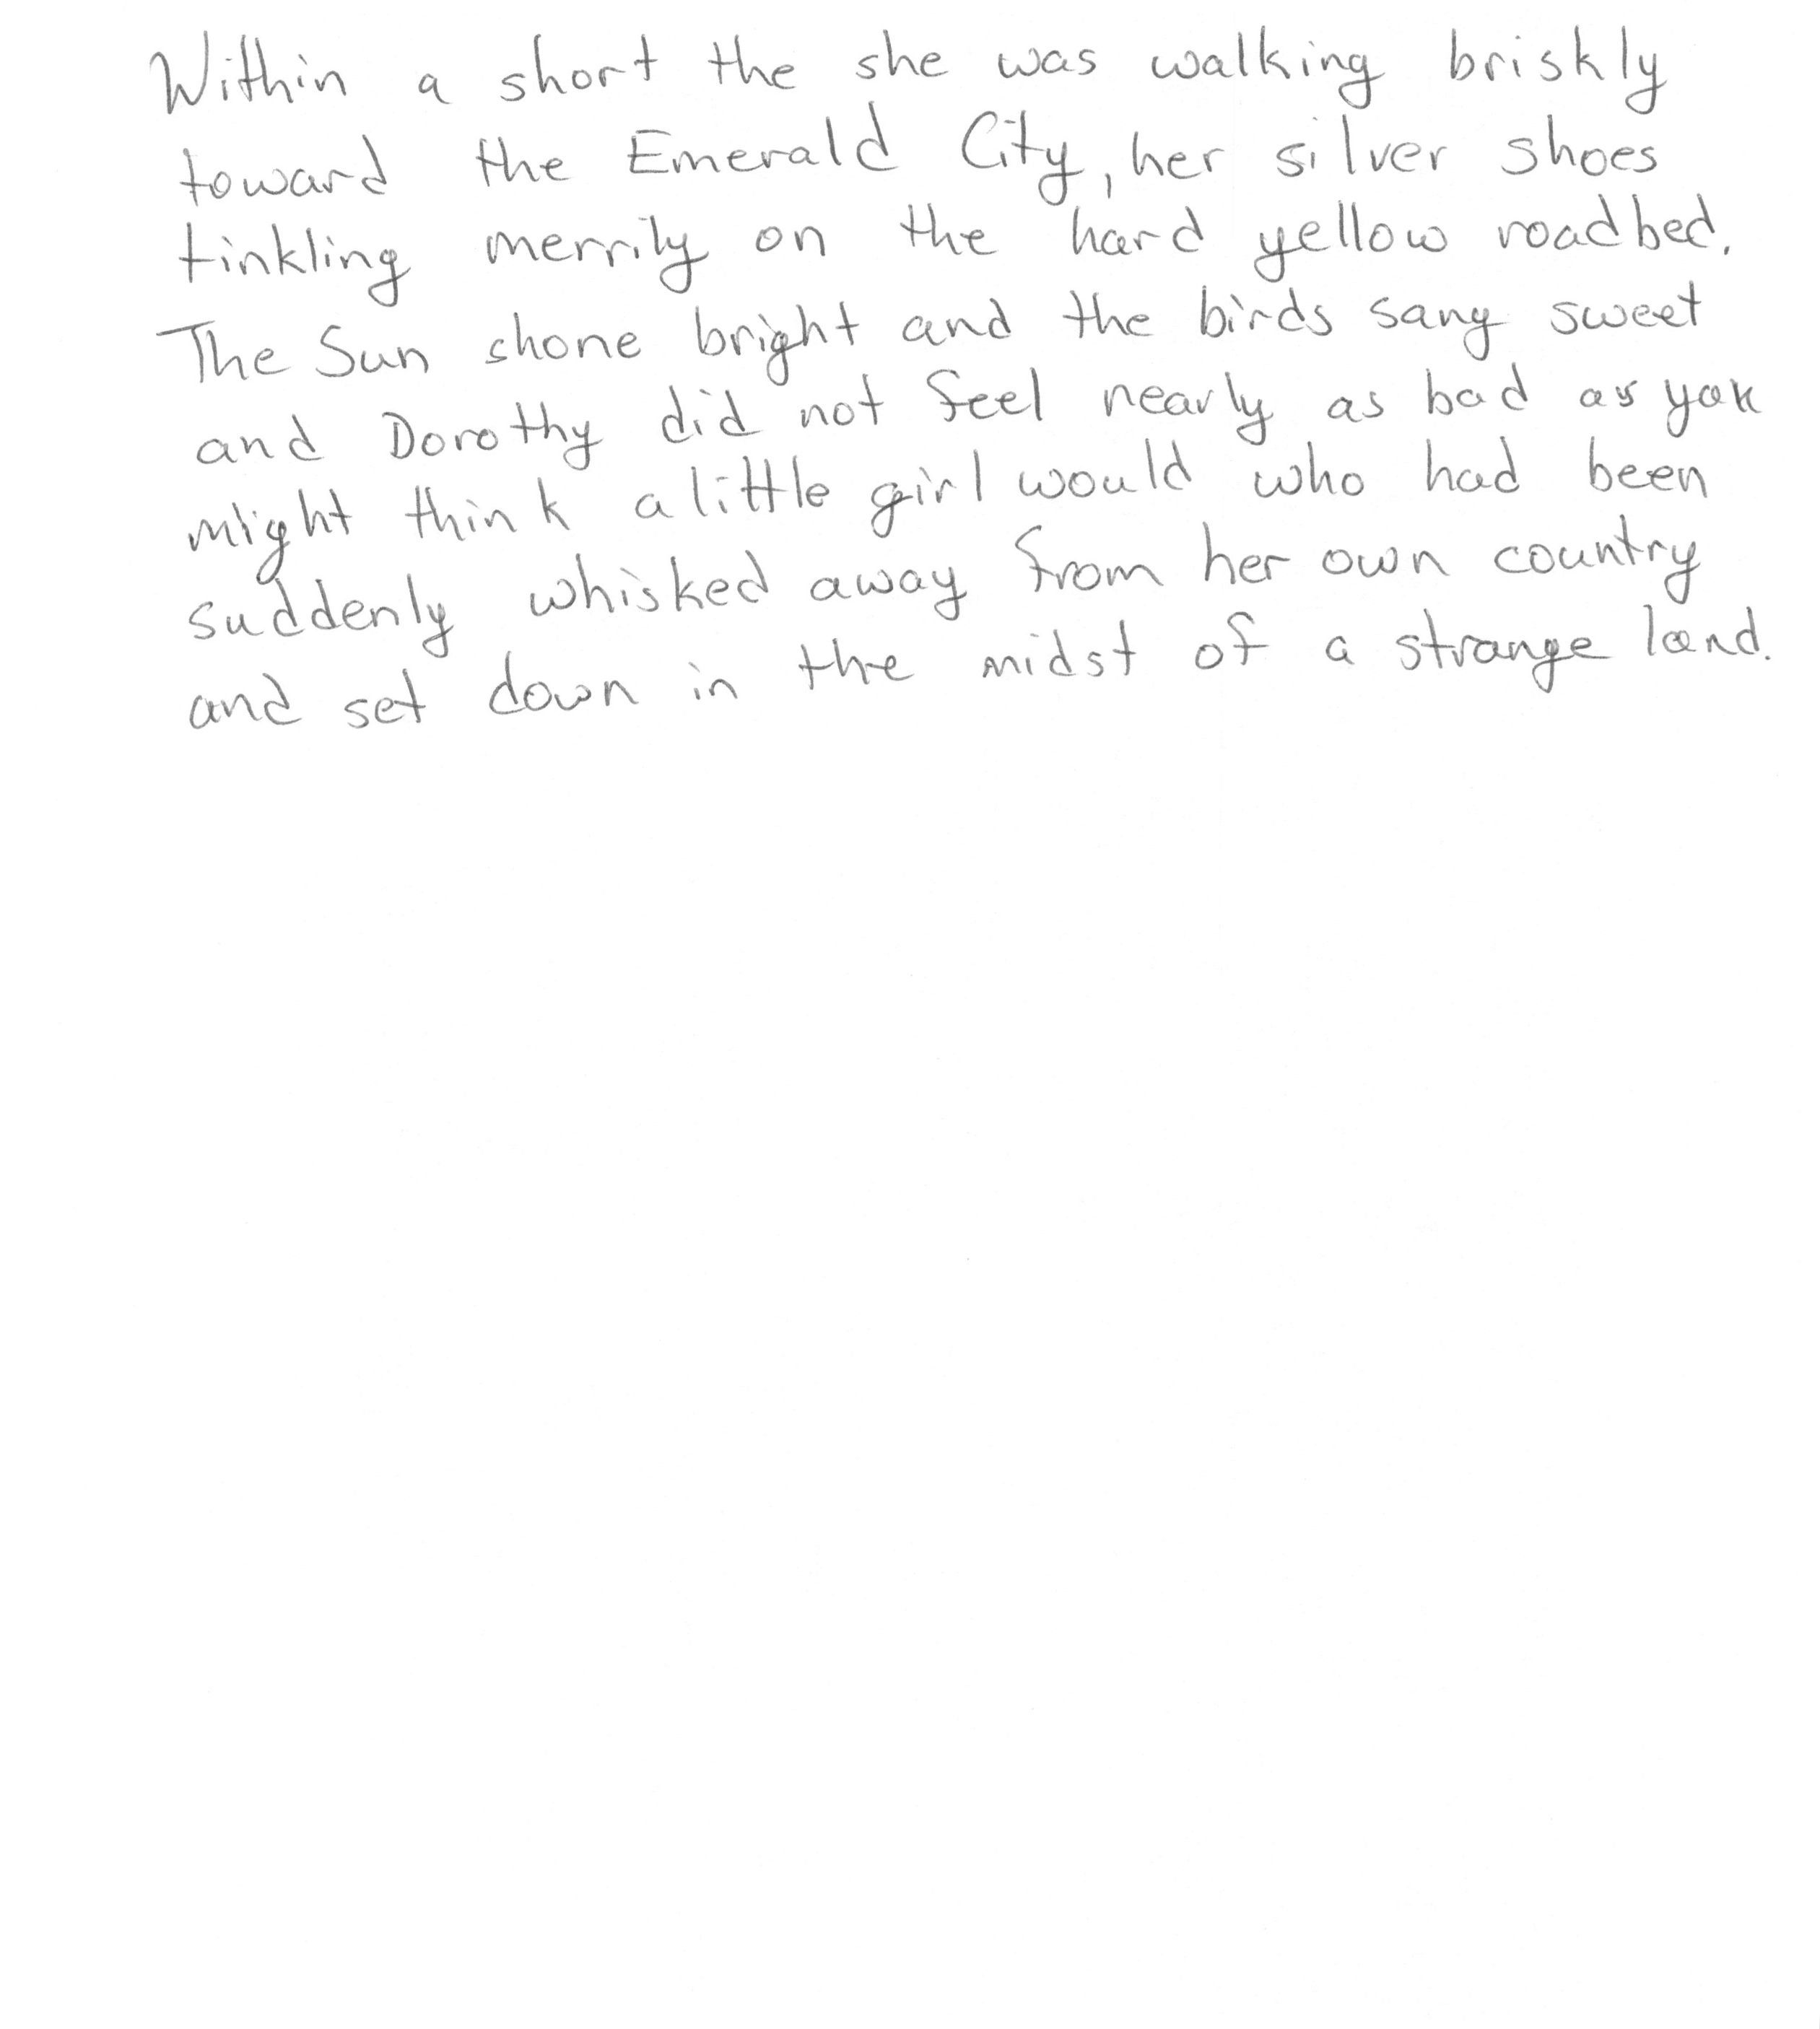 Within a short the she was walking briskly
toward the Emerald City, her silver shoes
tinkling merrily on the hard yellow roadbed.
The Sun shone bright and the birds sang sweet
and Dorothy did not feel nearly as bad as you
might think a little girl would who had been
suddenly whisked away from her own country
and set down in the midst of a strange land.